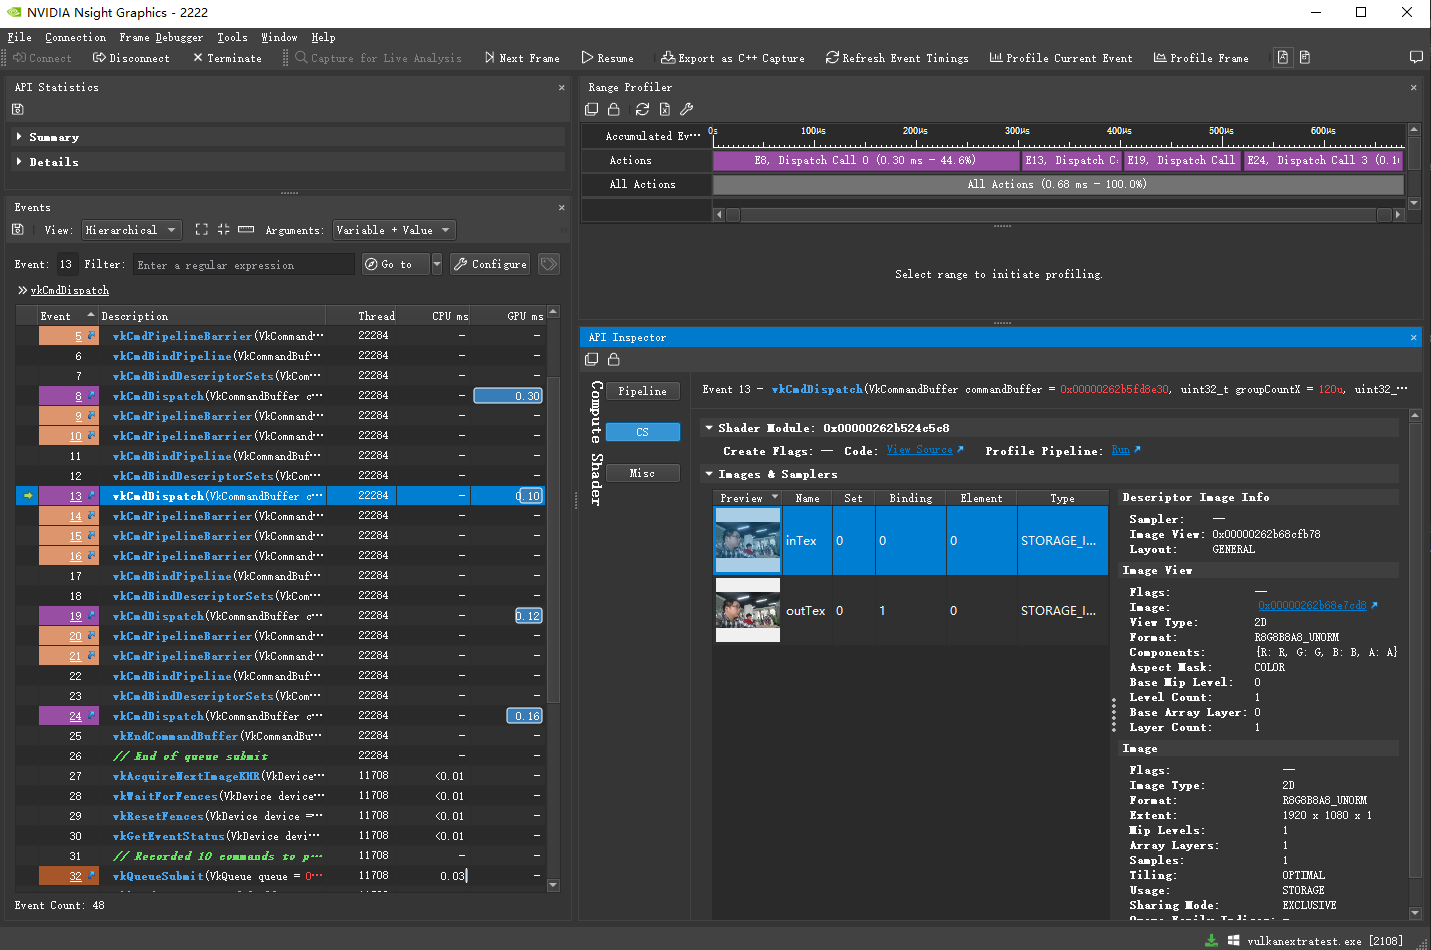 NVIDIA Nsight Graphics - 2222
File Connection Frame Debugger Tools Window Help
Connect Disconnect Terminate Capture for Live Analysis Next Frame Resume Export as C++ Capture Refresh Event Timings Profile Current Event Profile Frame
API Statistics
Summary
Details
Events
View: Hierarchical Arguments: Variable + Value
Event: 13 Filter: Enter a regular expression Go to Configure
vkCmdDispatch
Event Description Thread CPU ms GPU ms
5 vkCmdPipelineBarrier(VkCommand··· 22284 — —
6 vkCmdBindPipeline(VkCommandBuf··· 22284 — —
7 vkCmdBindDescriptorSets(VkCom··· 22284 — —
8 vkCmdDispatch(VkCommandBuffer c··· 22284 — 0.30
9 vkCmdPipelineBarrier(VkComman··· 22284 — —
10 vkCmdPipelineBarrier(VkComman··· 22284 — —
11 vkCmdBindPipeline(VkCommandBuf··· 22284 — —
12 vkCmdBindDescriptorSets(VkCom··· 22284 — —
13 vkCmdDispatch(VkCommandBuffer c··· 22284 — 0.10
14 vkCmdPipelineBarrier(VkComman··· 22284 — —
15 vkCmdPipelineBarrier(VkComman··· 22284 — —
16 vkCmdPipelineBarrier(VkComman··· 22284 — —
17 vkCmdBindPipeline(VkCommandBuf··· 22284 — —
18 vkCmdBindDescriptorSets(VkCom··· 22284 — —
19 vkCmdDispatch(VkCommandBuffer c··· 22284 — 0.12
20 vkCmdPipelineBarrier(VkComman··· 22284 — —
21 vkCmdPipelineBarrier(VkComman··· 22284 — —
22 vkCmdBindPipeline(VkCommandBuf··· 22284 — —
23 vkCmdBindDescriptorSets(VkCom··· 22284 — —
24 vkCmdDispatch(VkCommandBuffer c··· 22284 — 0.16
25 vkEndCommandBuffer(VkCommandBu··· 22284 — —
26 // End of queue submit 22284 — —
27 vkAcquireNextImageKHR(VkDevice··· 11708 <0.01 —
28 vkWaitForFences(VkDevice device··· 11708 <0.01 —
29 vkResetFences(VkDevice device =··· 11708 <0.01 —
30 vkGetEventStatus(VkDevice devi··· 11708 <0.01 —
31 // Recorded 10 commands to p··· 11708 — —
32 vkQueueSubmit(VkQueue queue = 0··· 11708 0.03 —
Event Count: 48
Range Profiler
Accumulated Ev··· 0s 100μs 200μs 300μs 400μs 500μs 600μs
Actions E8, Dispatch Call 0 (0.30 ms — 44.6%) E13, Dispatch C: E19, Dispatch Call E24, Dispatch Call 3 (0.1
All Actions All Actions (0.68 ms — 100.0%)
Select range to initiate profiling.
API Inspector
Compute Shader
Pipeline
CS
Misc
Event 13 — vkCmdDispatch(VkCommandBuffer commandBuffer = 0x00000262b5fd8e30, uint32_t groupCountX = 120u, uint32_···
Shader Module: 0x00000262b524c5c8
Create Flags: — Code: View Source Profile Pipeline: Run
Images & Samplers
Preview Name Set Binding Element Type
inTex 0 0 0 STORAGE_I...
outTex 0 1 0 STORAGE_I...
Descriptor Image Info
Sampler: —
Image View: 0x00000262b68cfb78
Layout: GENERAL
Image View
Flags: —
Image: 0x00000262b68e7cd8
View Type: 2D
Format: R8G8B8A8_UNORM
Components: {R: R, G: G, B: B, A: A}
Aspect Mask: COLOR
Base Mip Level: 0
Level Count: 1
Base Array Layer: 0
Layer Count: 1
Image
Flags: —
Image Type: 2D
Format: R8G8B8A8_UNORM
Extent: 1920 x 1080 x 1
Mip Levels: 1
Array Layers: 1
Samples: 1
Tiling: OPTIMAL
Usage: STORAGE
Sharing Mode: EXCLUSIVE
vulkanextratest.exe [2108]